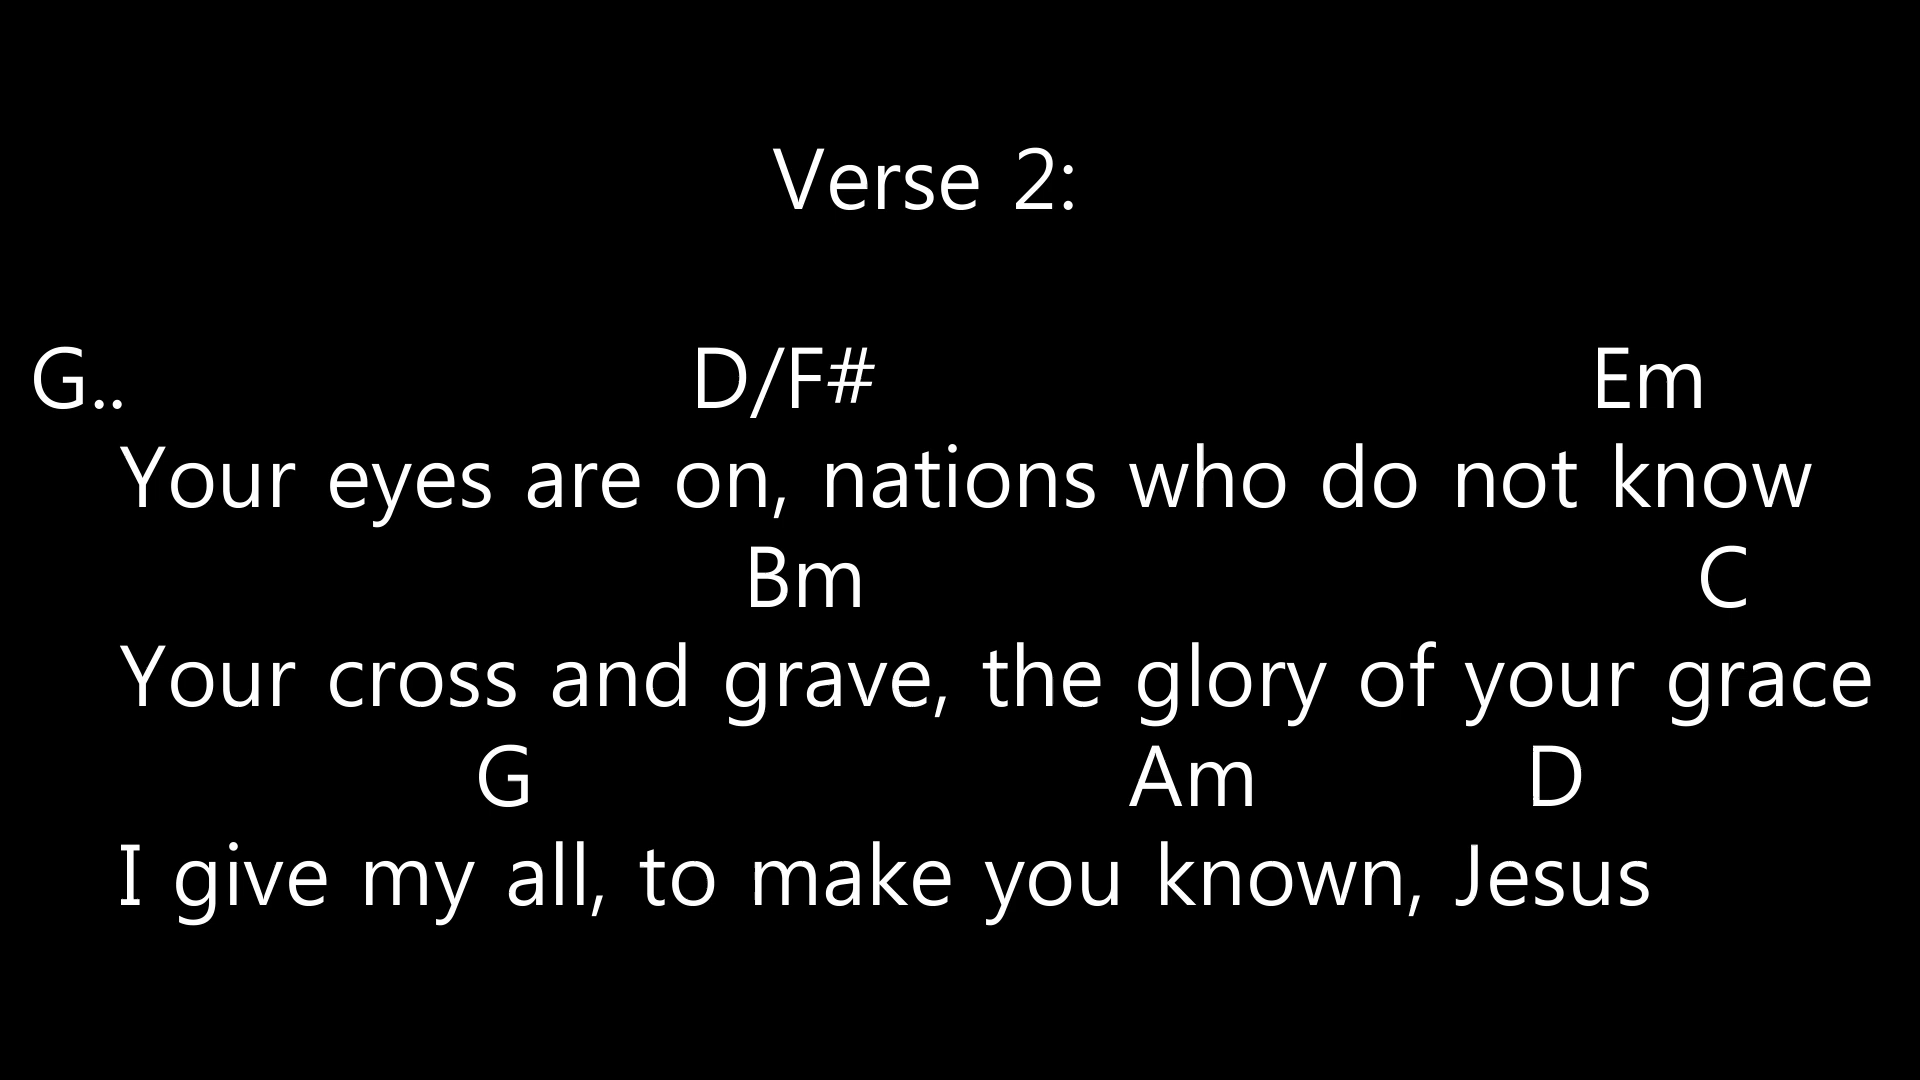 Verse 2:
G.. D/F# Em
Your eyes are on, nations who do not know
Bm C
Your cross and grave, the glory of your grace
G Am D
I give my all, to make you known, Jesus